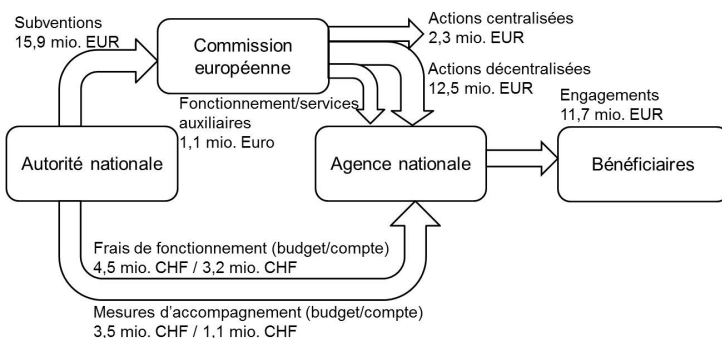 Subventions
15,9 mio. EUR
Commission
européenne
Actions centralisées
2,3 mio. EUR
Actions décentralisées
12,5 mio. EUR
Fonctionnement/services
auxiliaires
1,1 mio. Euro
Engagements
11,7 mio. EUR
Autorité nationale
Agence nationale
Bénéficiaires
Frais de fonctionnement (budget/compte)
4,5 mio. CHF / 3,2 mio. CHF
Mesures d'accompagnement (budget/compte)
3,5 mio. CHF / 1,1 mio. CHF